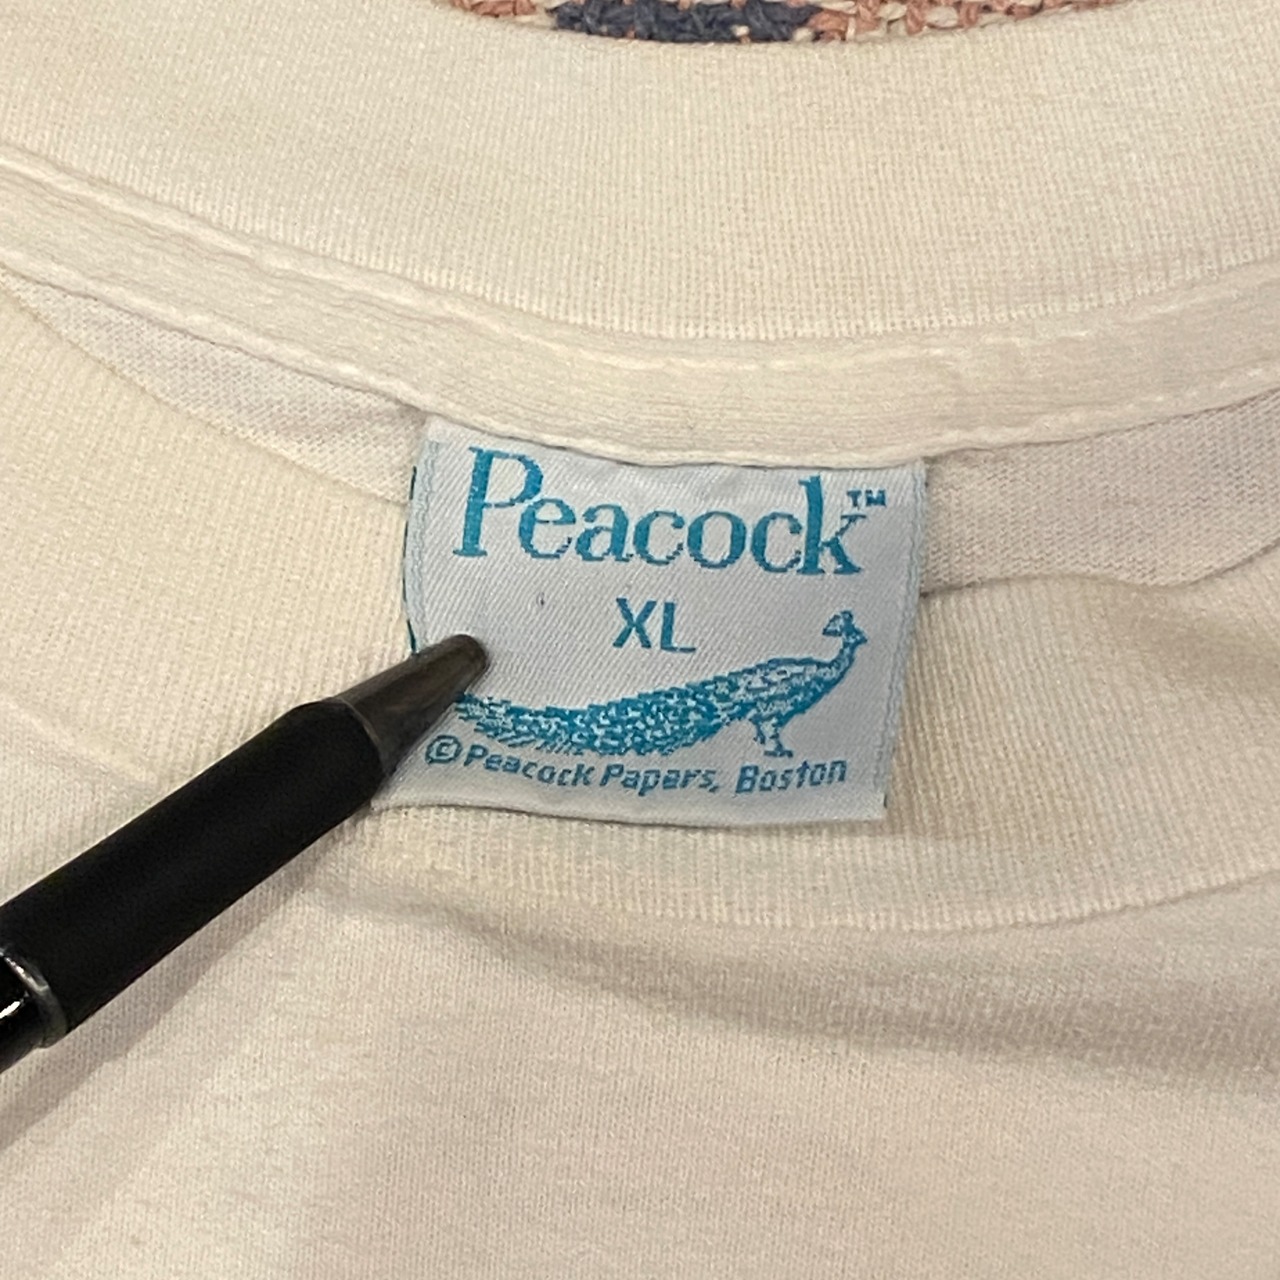 Peacock™
XL
© Peacock Papers, Boston